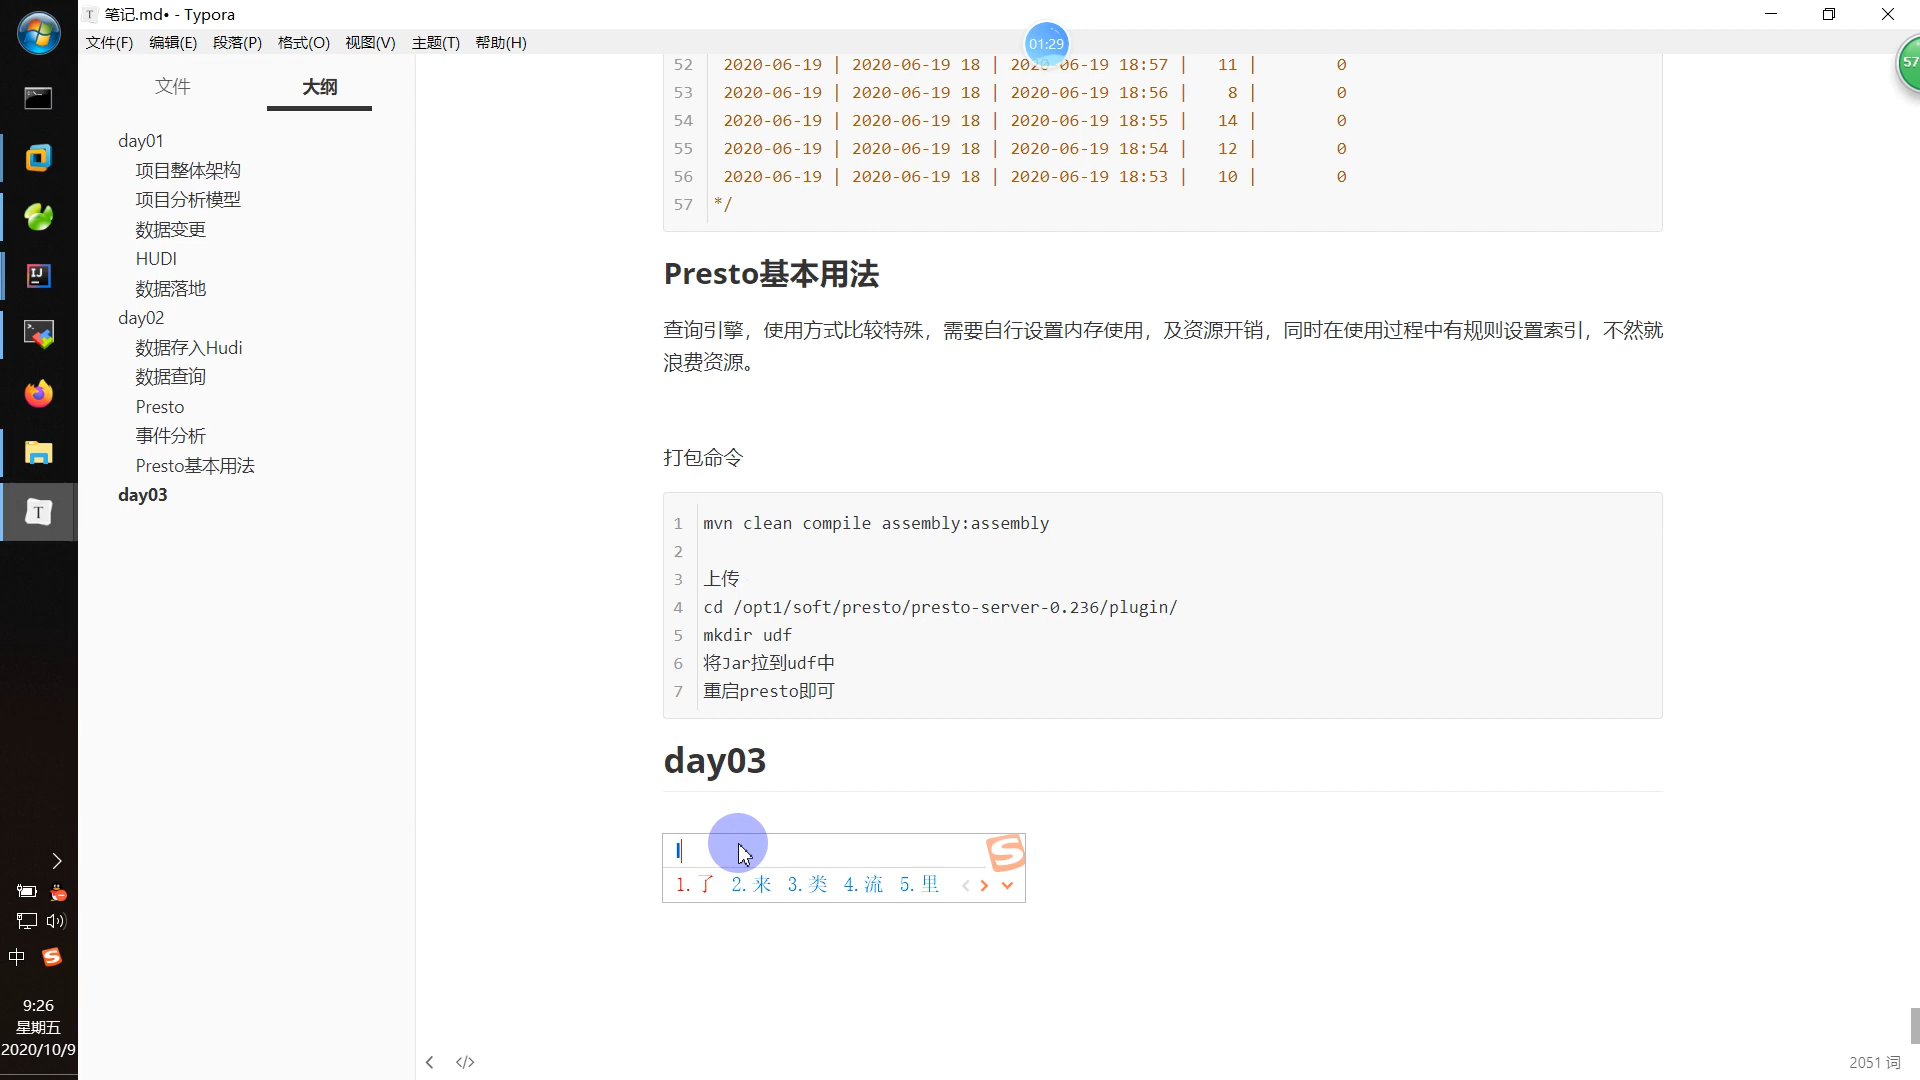 笔记.md• - Typora
文件(F) 编辑(E) 段落(P) 格式(O) 视图(V) 主题(T) 帮助(H)
01:29
57
文件 大纲
day01
项目整体架构
项目分析模型
数据变更
HUDI
数据落地
day02
数据存入Hudi
数据查询
Presto
事件分析
Presto基本用法
day03
52 2020-06-19 | 2020-06-19 18 | 2020-06-19 18:57 | 11 | 0
53 2020-06-19 | 2020-06-19 18 | 2020-06-19 18:56 | 8 | 0
54 2020-06-19 | 2020-06-19 18 | 2020-06-19 18:55 | 14 | 0
55 2020-06-19 | 2020-06-19 18 | 2020-06-19 18:54 | 12 | 0
56 2020-06-19 | 2020-06-19 18 | 2020-06-19 18:53 | 10 | 0
57 */
Presto基本用法
查询引擎，使用方式比较特殊，需要自行设置内存使用，及资源开销，同时在使用过程中有规则设置索引，不然就
浪费资源。
打包命令
1 mvn clean compile assembly:assembly
2
3 上传
4 cd /opt1/soft/presto/presto-server-0.236/plugin/
5 mkdir udf
6 将Jar拉到udf中
7 重启presto即可
day03
l
1.了 2.来 3.类 4.流 5.里
中
9:26
星期五
2020/10/9
2051 词